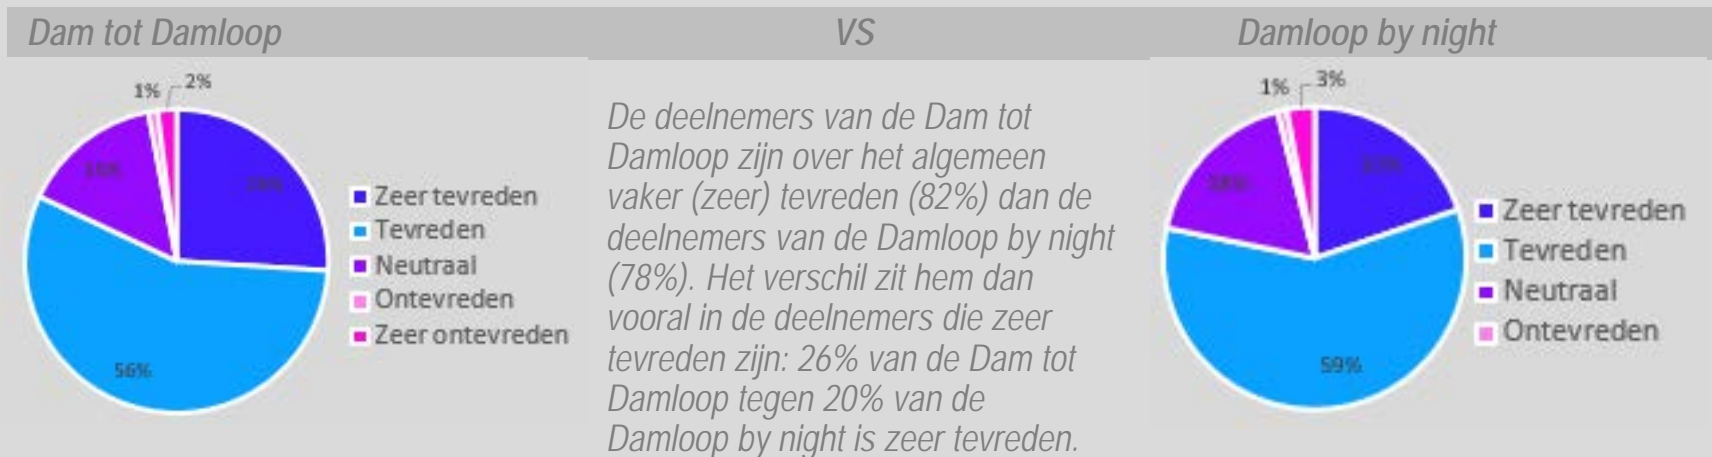 Dam tot Damloop
VS
Damloop by night
1%
2%
56%
Zeer tevreden
Tevreden
Neutraal
Ontevreden
Zeer ontevreden
De deelnemers van de Dam tot
Damloop zijn over het algemeen
vaker (zeer) tevreden (82%) dan de
deelnemers van de Damloop by night
(78%). Het verschil zit hem dan
vooral in de deelnemers die zeer
tevreden zijn: 26% van de Dam tot
Damloop tegen 20% van de
Damloop by night is zeer tevreden.
1%
3%
59%
Zeer tevreden
Tevreden
Neutraal
Ontevreden